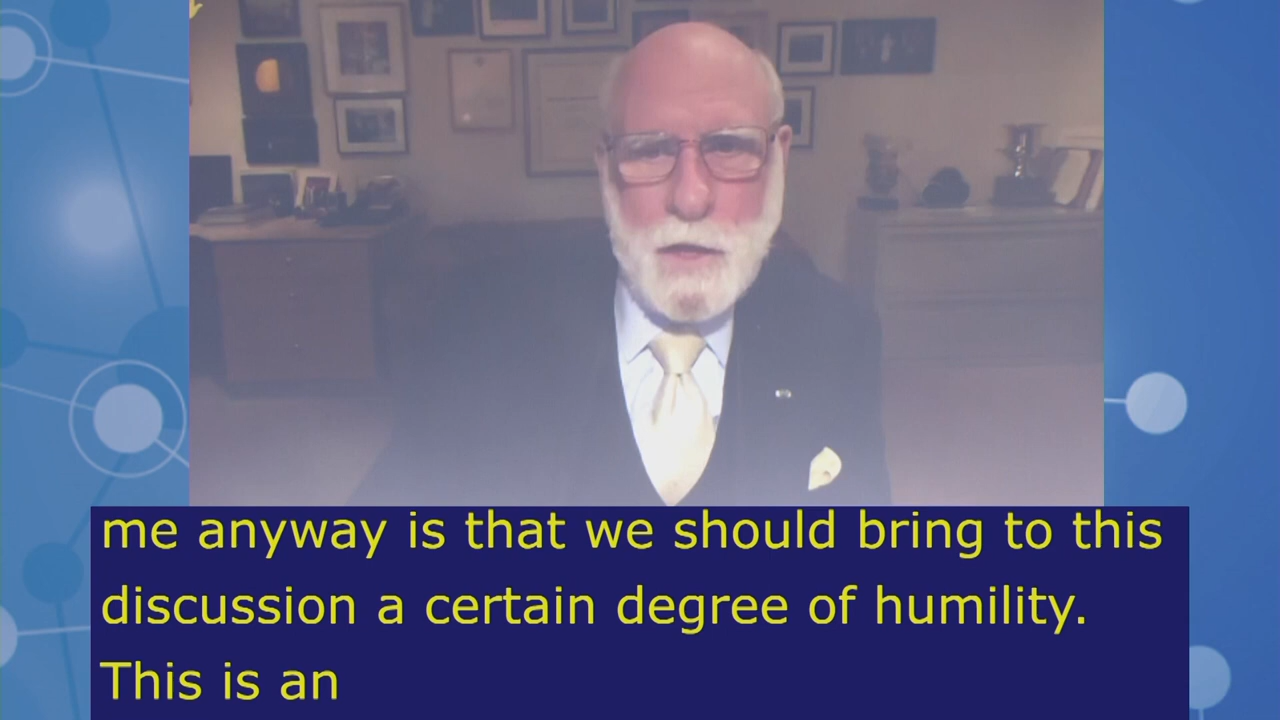 me anyway is that we should bring to this
discussion a certain degree of humility.
This is an